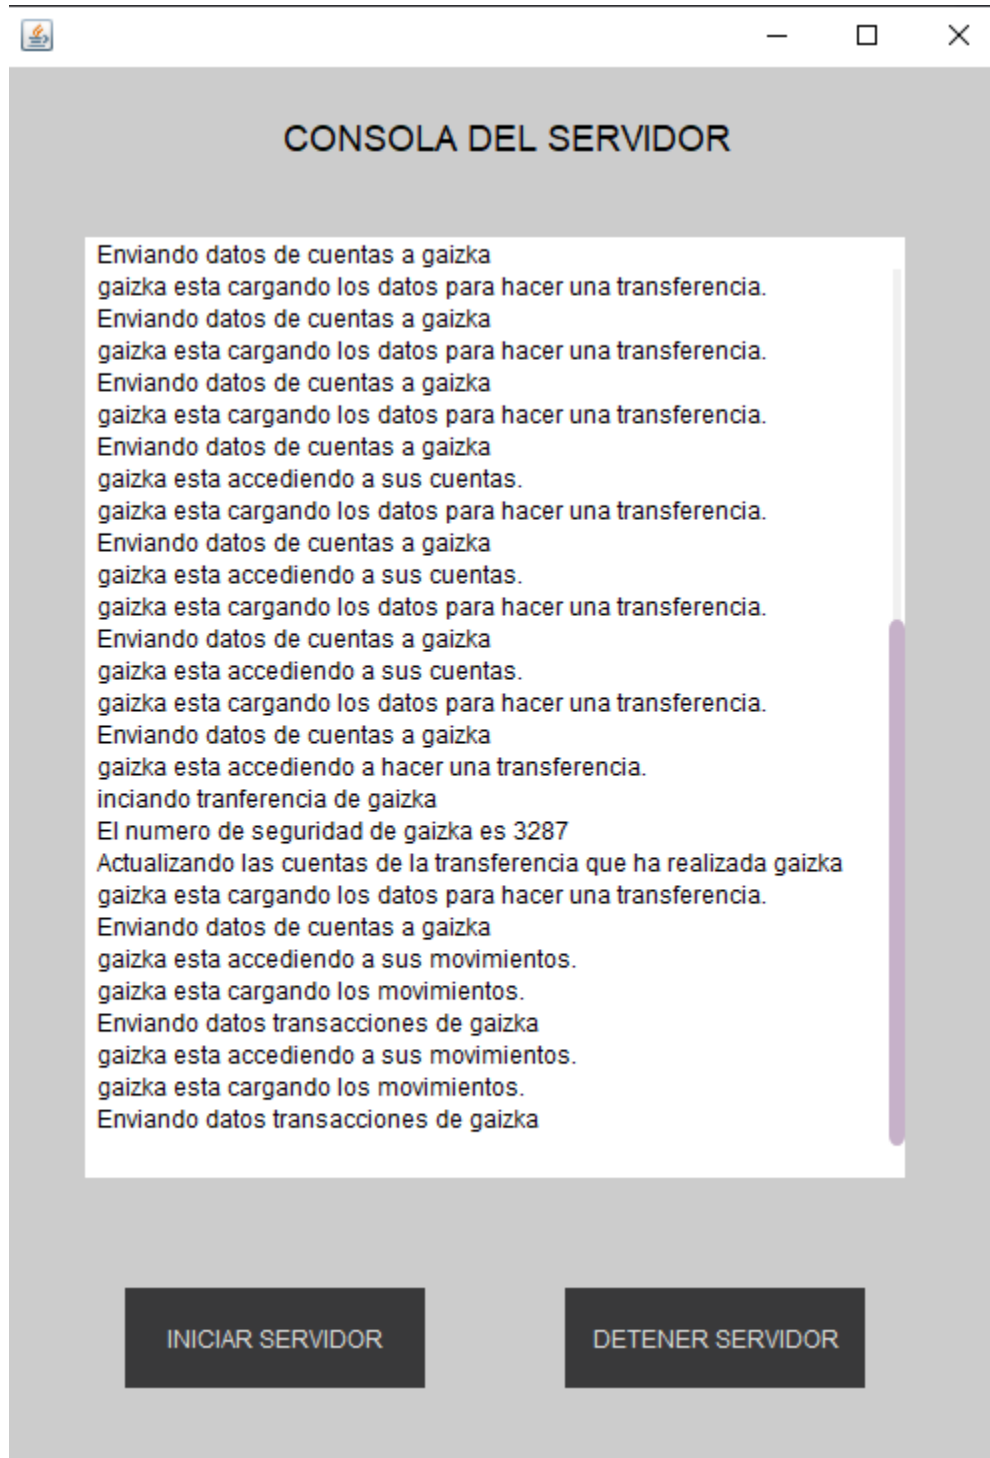 CONSOLA DEL SERVIDOR
Enviando datos de cuentas a gaizka
gaizka esta cargando los datos para hacer una transferencia.
Enviando datos de cuentas a gaizka
gaizka esta cargando los datos para hacer una transferencia.
Enviando datos de cuentas a gaizka
gaizka esta cargando los datos para hacer una transferencia.
Enviando datos de cuentas a gaizka
gaizka esta accediendo a sus cuentas.
gaizka esta cargando los datos para hacer una transferencia.
Enviando datos de cuentas a gaizka
gaizka esta accediendo a sus cuentas.
gaizka esta cargando los datos para hacer una transferencia.
Enviando datos de cuentas a gaizka
gaizka esta accediendo a sus cuentas.
gaizka esta cargando los datos para hacer una transferencia.
Enviando datos de cuentas a gaizka
gaizka esta accediendo a hacer una transferencia.
inciando tranferencia de gaizka
El numero de seguridad de gaizka es 3287
Actualizando las cuentas de la transferencia que ha realizada gaizka
gaizka esta cargando los datos para hacer una transferencia.
Enviando datos de cuentas a gaizka
gaizka esta accediendo a sus movimientos.
gaizka esta cargando los movimientos.
Enviando datos transacciones de gaizka
gaizka esta accediendo a sus movimientos.
gaizka esta cargando los movimientos.
Enviando datos transacciones de gaizka
INICIAR SERVIDOR
DETENER SERVIDOR